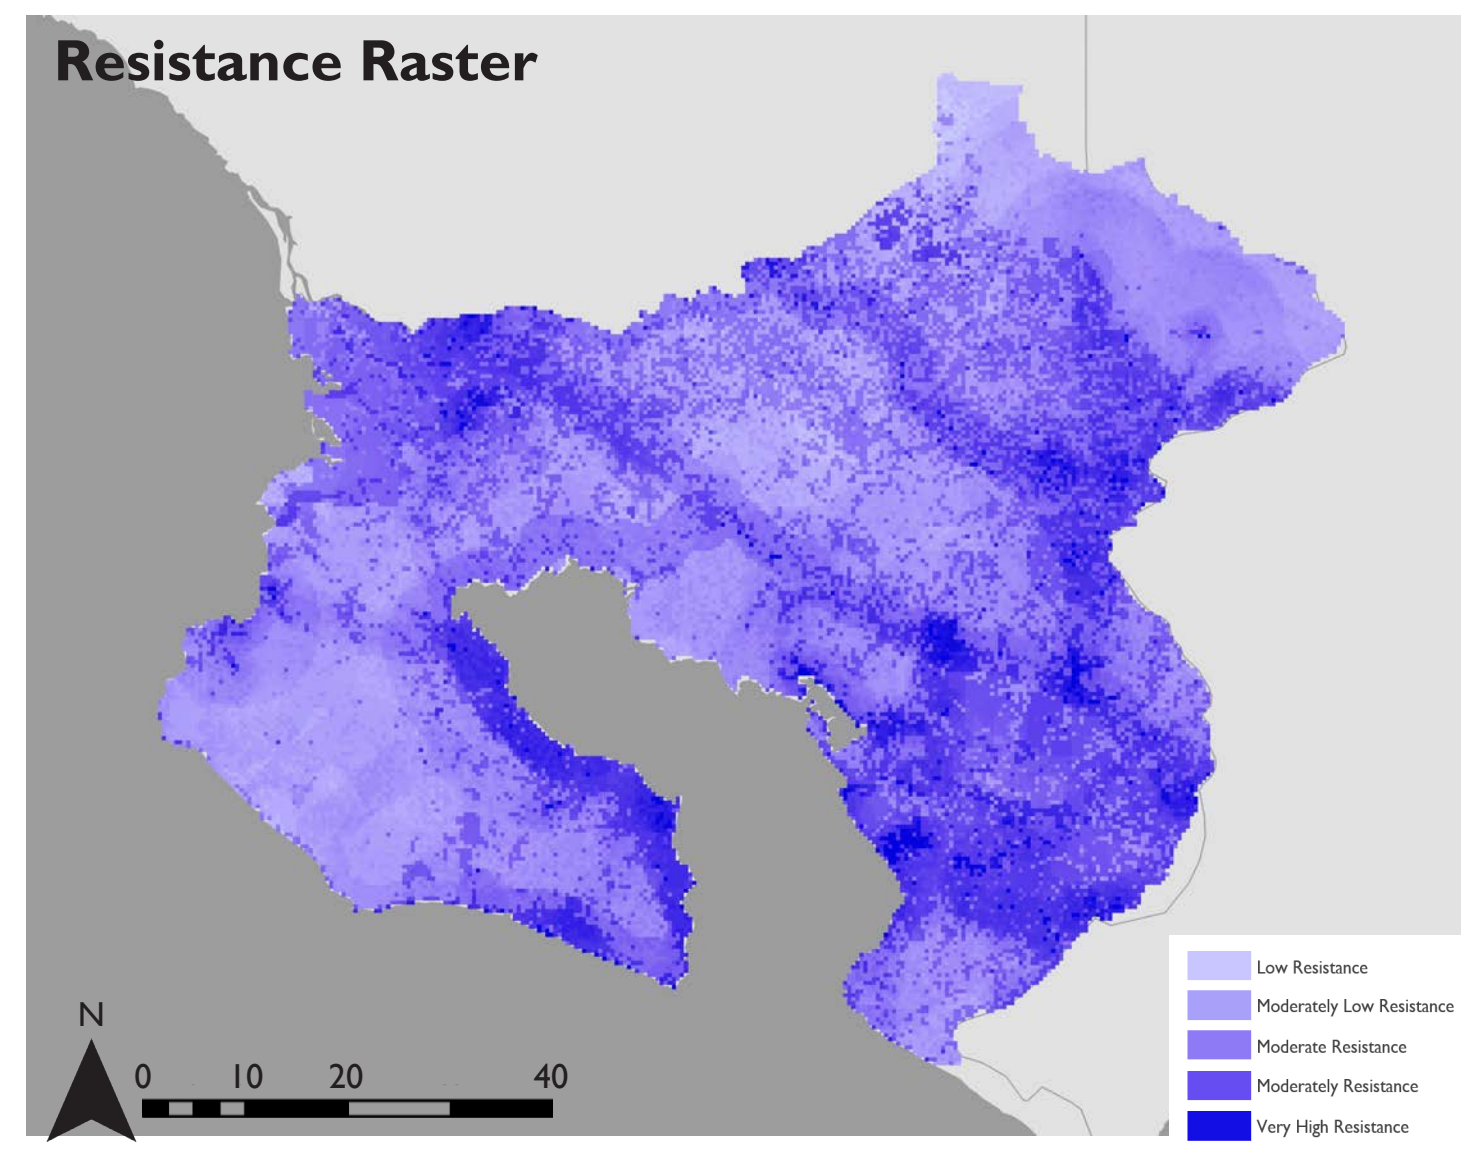 Resistance Raster
N
0 10 20 40
Low Resistance
Moderately Low Resistance
Moderate Resistance
Moderately Resistance
Very High Resistance